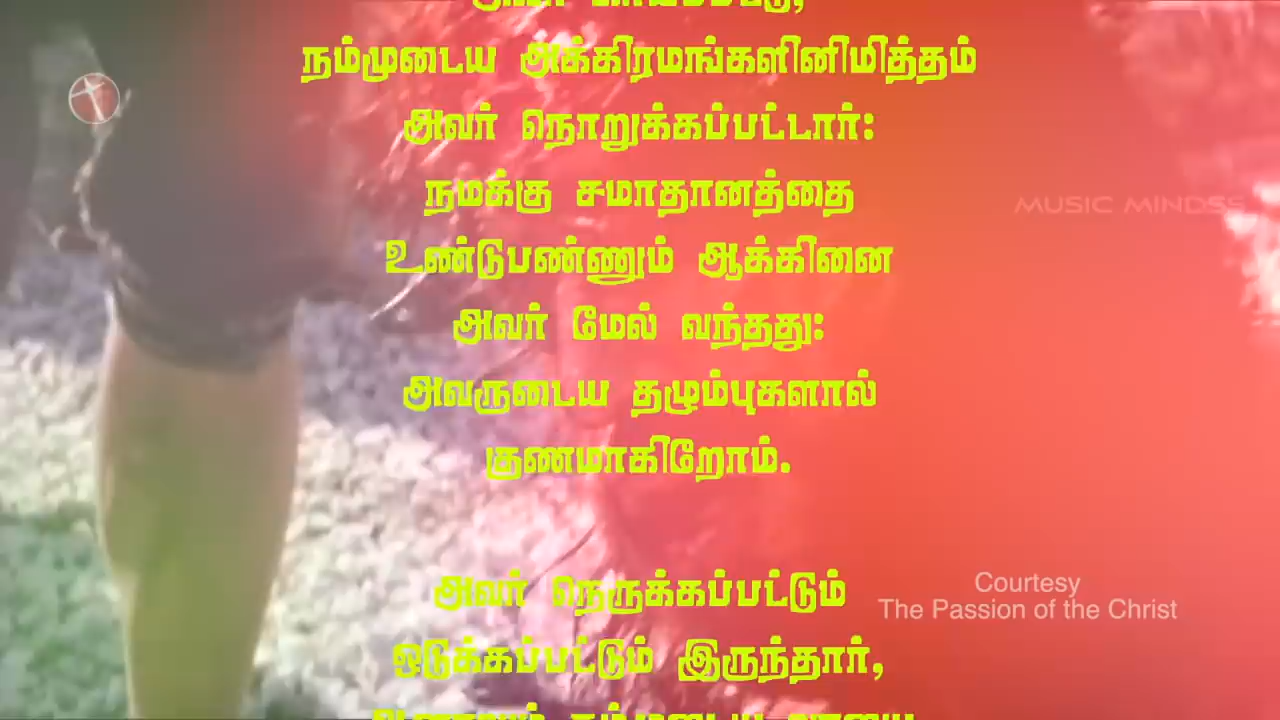 நம்முடைய அக்கிரமங்களினிமித்தம்
அவர் நொறுக்கப்பட்டார்:
நமக்கு சமாதானத்தை
MUSIC MINDSS
உண்டுபண்ணும் ஆக்கினை
அவர் மேல் வந்தது:
அவருடைய தழும்புகளால்
குணமாகிறோம்.
அவர் நெருக்கப்பட்டும்
ஒடுக்கப்பட்டும் இருந்தார்,
Courtesy
The Passion of the Christ